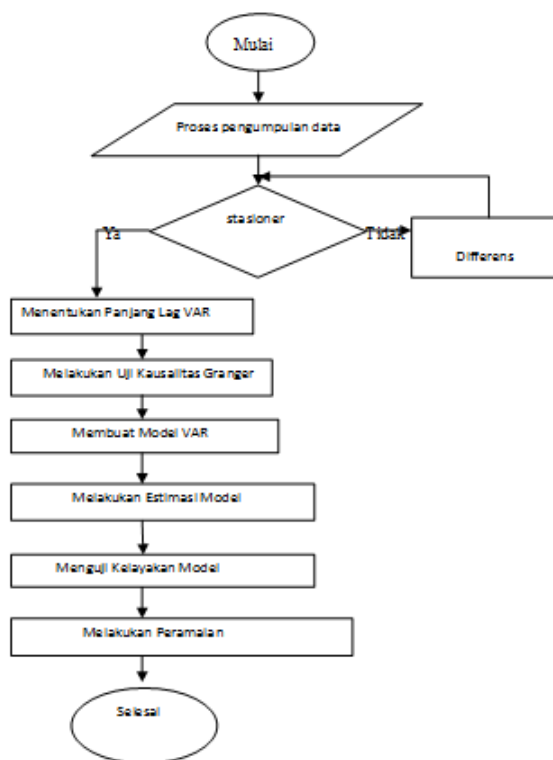 Mulai
Proses pengumpulan data
stasioner
Ya
Tidak
Differens
Menentukan Panjang Lag VAR
Melakukan Uji Kausalitas Granger
Membuat Model VAR
Melakukan Estimasi Model
Menguji Kelayakan Model
Melakukan Peramalan
Selesai